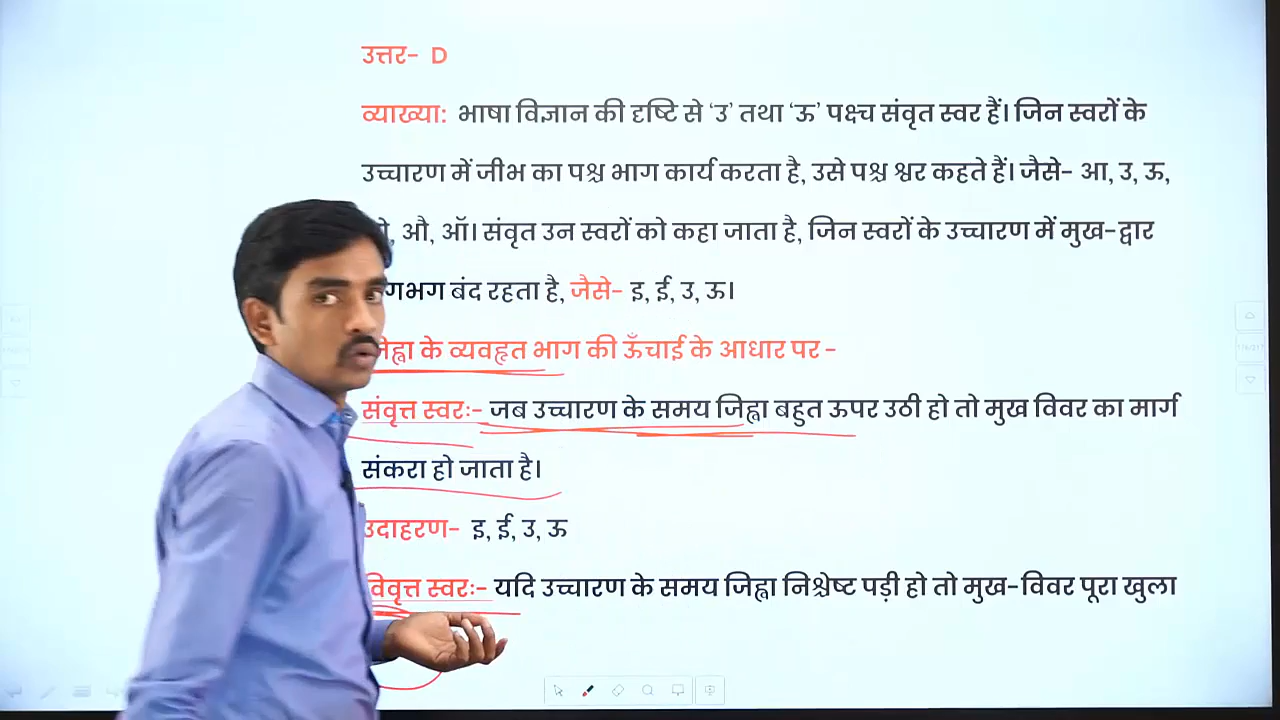 उत्तर- D
व्याख्या: भाषा विज्ञान की दृष्टि से ‘उ’ तथा ‘ऊ’ पक्ष्च संवृत स्वर हैं। जिन स्वरों के
उच्चारण में जीभ का पश्च भाग कार्य करता है, उसे पश्च श्वर कहते हैं। जैसे- आ, उ, ऊ,
औ, ऑ। संवृत उन स्वरों को कहा जाता है, जिन स्वरों के उच्चारण में मुख-द्वार
बंद रहता है, जैसे- इ, ई, उ, ऊ।
के व्यवहृत भाग की ऊँचाई के आधार पर -
संवृत्त स्वरः- जब उच्चारण के समय जिह्वा बहुत ऊपर उठी हो तो मुख विवर का मार्ग
संकरा हो जाता है।
उदाहरण- इ, ई, उ, ऊ
विवृत्त स्वरः- यदि उच्चारण के समय जिह्वा निश्चेष्ट पड़ी हो तो मुख-विवर पूरा खुला